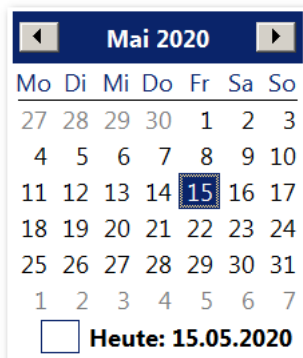 Mai 2020
Mo Di Mi Do Fr Sa So
27 28 29 30 1 2 3
4 5 6 7 8 9 10
11 12 13 14 15 16 17
18 19 20 21 22 23 24
25 26 27 28 29 30 31
1 2 3 4 5 6 7
Heute: 15.05.2020